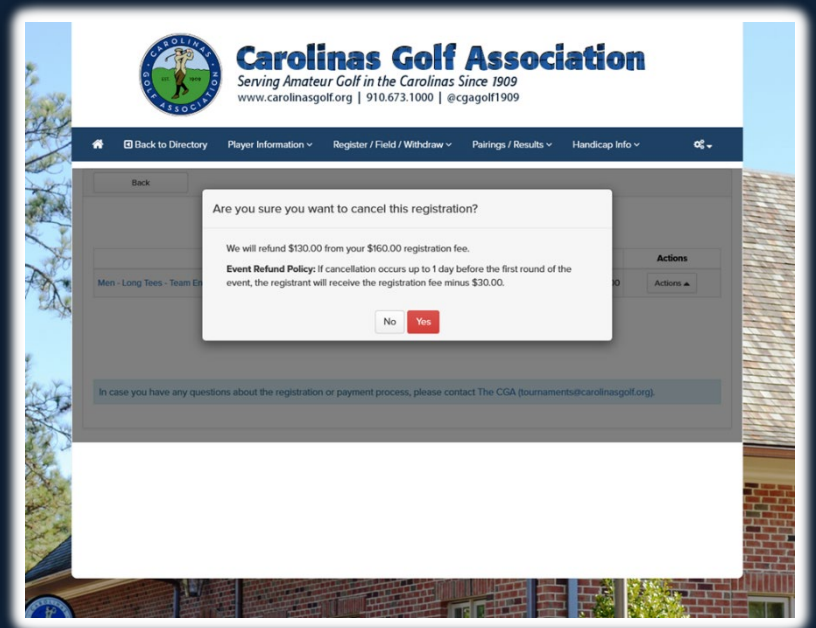 CAROLINAS
GOLF ASSOCIATION
EST 1909
Carolinas Golf Association
Serving Amateur Golf in the Carolinas Since 1909
www.carolinasgolf.org | 910.673.1000 | @cgagolf1909
Back to Directory Player Information Register / Field / Withdraw Pairings / Results Handicap Info
Back
Are you sure you want to cancel this registration?
We will refund $130.00 from your $160.00 registration fee.
Event Refund Policy: If cancellation occurs up to 1 day before the first round of the
event, the registrant will receive the registration fee minus $30.00.
Actions
Men - Long Tees - Team En
Actions
No Yes
In case you have any questions about the registration or payment process, please contact The CGA (tournaments@carolinasgolf.org).